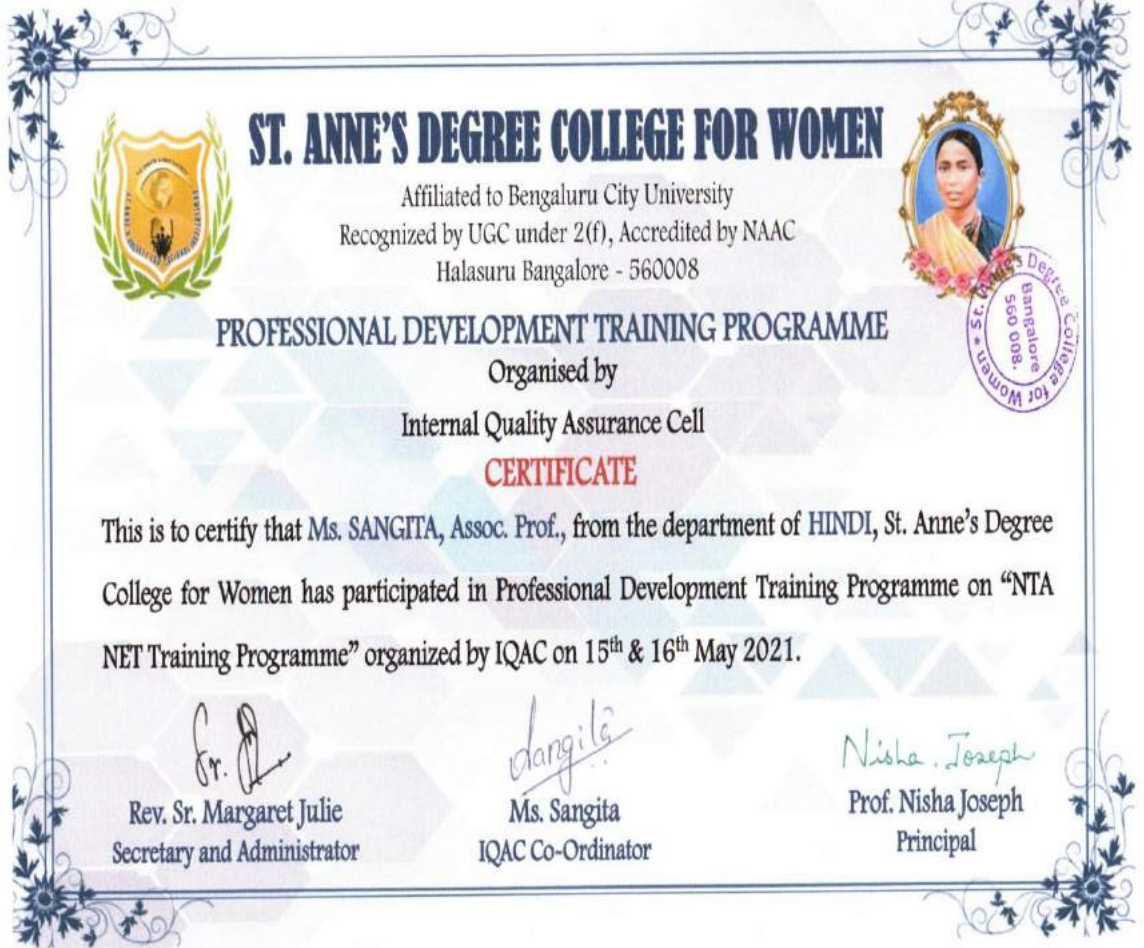 ST. ANNE'S DEGREE COLLEGE FOR WOMEN
Affiliated to Bengaluru City University
Recognized by UGC under 2(f), Accredited by NAAC
Halasuru Bangalore - 560008
St. Degree College for Women *
Bangalore
560 008.
PROFESSIONAL DEVELOPMENT TRAINING PROGRAMME
Organised by
Internal Quality Assurance Cell
CERTIFICATE
This is to certify that Ms. SANGITA, Assoc. Prof., from the department of HINDI, St. Anne's Degree
College for Women has participated in Professional Development Training Programme on “NTA
NET Training Programme” organized by IQAC on 15th & 16th May 2021.
Sr.
Sangita
Nisha. Joseph
Rev. Sr. Margaret Julie
Ms. Sangita
Prof. Nisha Joseph
Secretary and Administrator
IQAC Co-Ordinator
Principal